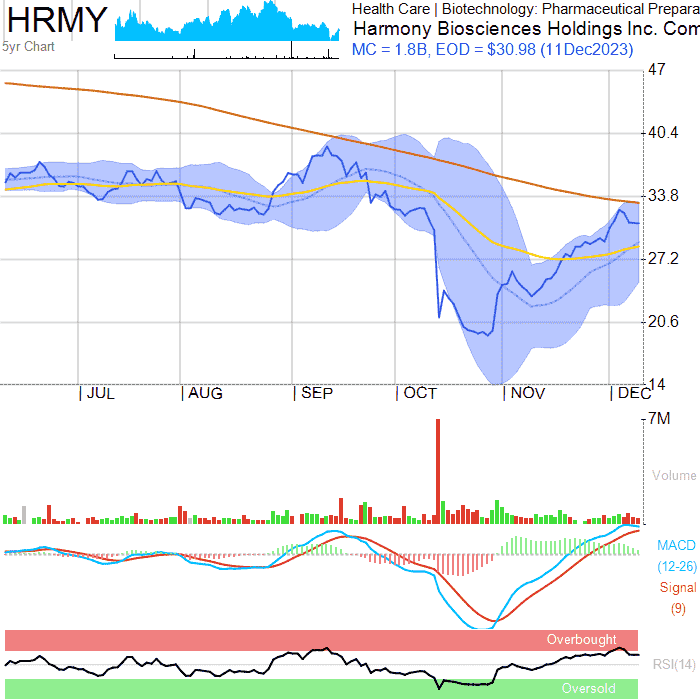 HRMY
5yr Chart
Health Care | Biotechnology: Pharmaceutical Prepara
Harmony Biosciences Holdings Inc. Com
MC = 1.8B, EOD = $30.98 (11Dec2023)
47
40.4
33.8
27.2
20.6
14
JUL AUG SEP OCT NOV DEC
7M
Volume
MACD
(12-26)
Signal
(9)
Overbought
RSI(14)
Oversold